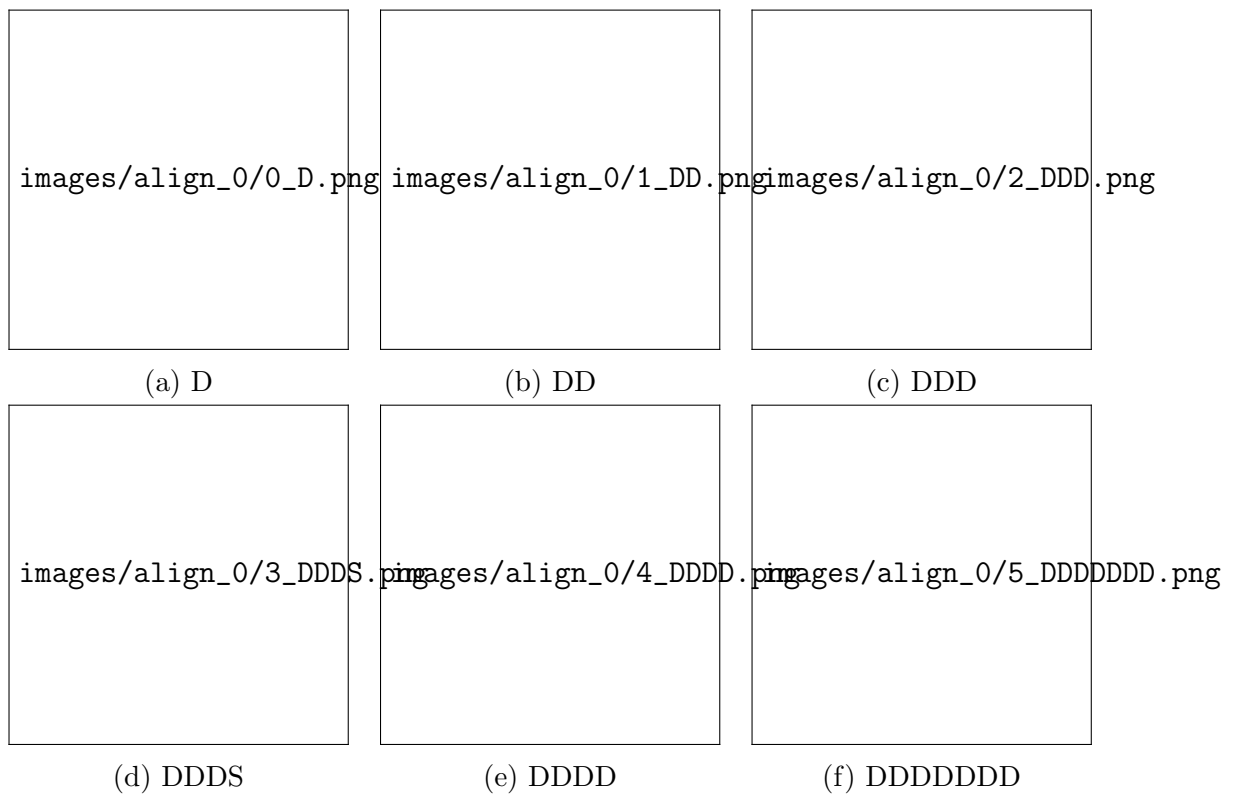 images/align_0/0_D.png images/align_0/1_DD.png images/align_0/2_DDD.png
(a) D (b) DD (c) DDD
images/align_0/3_DDDS.png images/align_0/4_DDDD.png images/align_0/5_DDDDDDD.png
(d) DDDS (e) DDDD (f) DDDDDDD